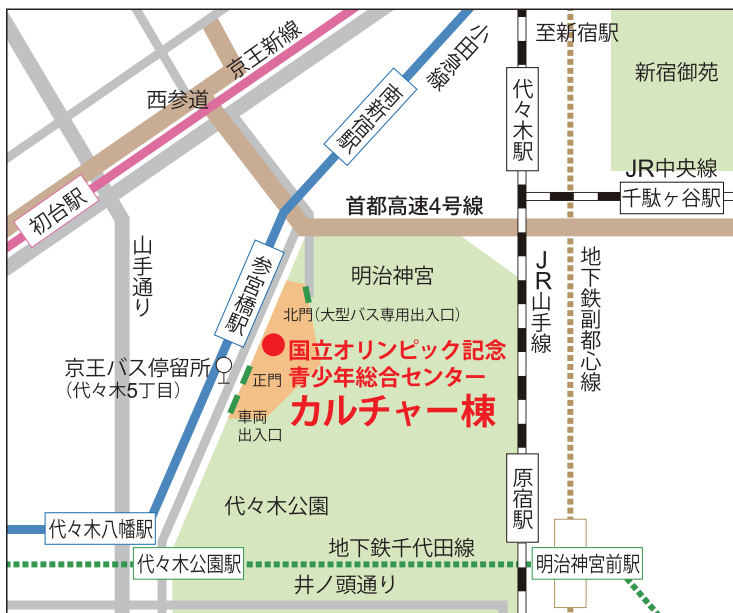 京王新線
小田急線
至新宿駅
新宿御苑
西参道
南新宿駅
代々木駅
JR中央線
千駄ヶ谷駅
初台駅
首都高速4号線
山手通り
参宮橋駅
明治神宮
JR山手線
地下鉄副都心線
北門(大型バス専用出入口)
国立オリンピック記念
青少年総合センター
カルチャー棟
京王バス停留所
(代々木5丁目)
正門
車両
出入口
代々木公園
原宿駅
代々木八幡駅
地下鉄千代田線
代々木公園駅
明治神宮前駅
井ノ頭通り